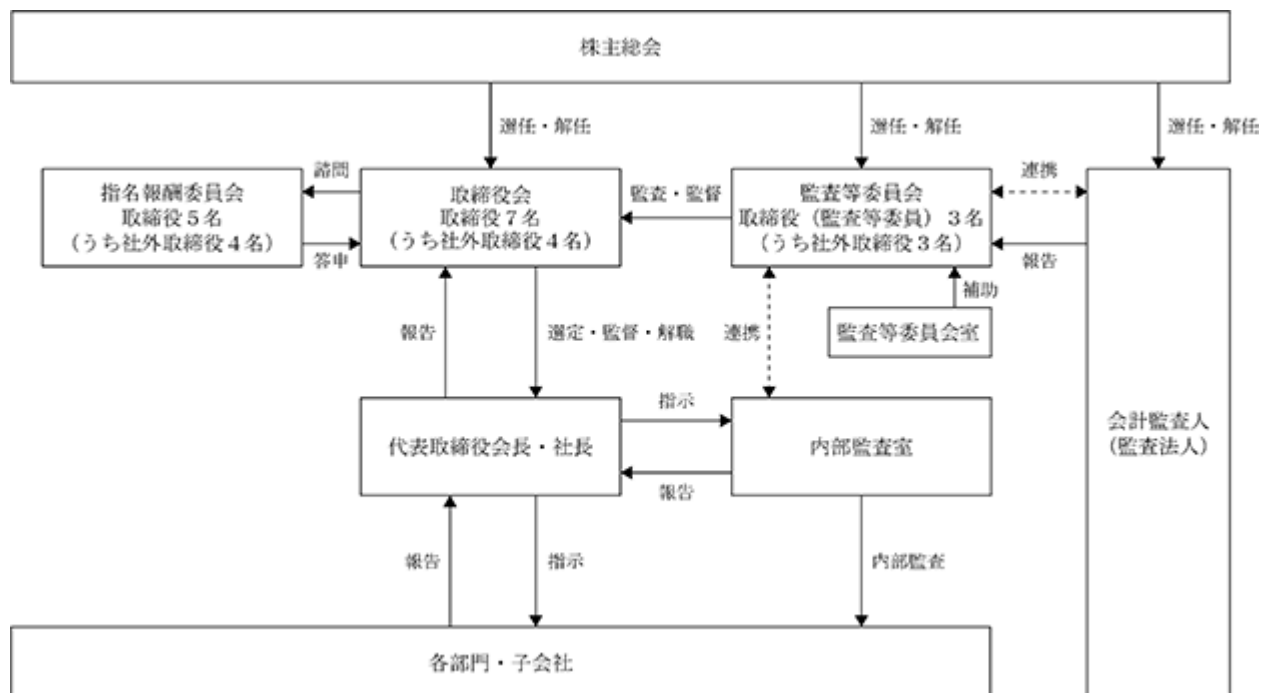 株主総会
選任・解任
選任・解任
選任・解任
指名報酬委員会
取締役5名
(うち社外取締役4名)
諮問
答申
取締役会
取締役7名
(うち社外取締役4名)
監査・監督
監査等委員会
取締役(監査等委員)3名
(うち社外取締役3名)
連携
報告
補助
監査等委員会室
報告
選定・監督・解職
連携
代表取締役会長・社長
指示
報告
内部監査室
会計監査人
(監査法人)
報告
指示
内部監査
各部門・子会社